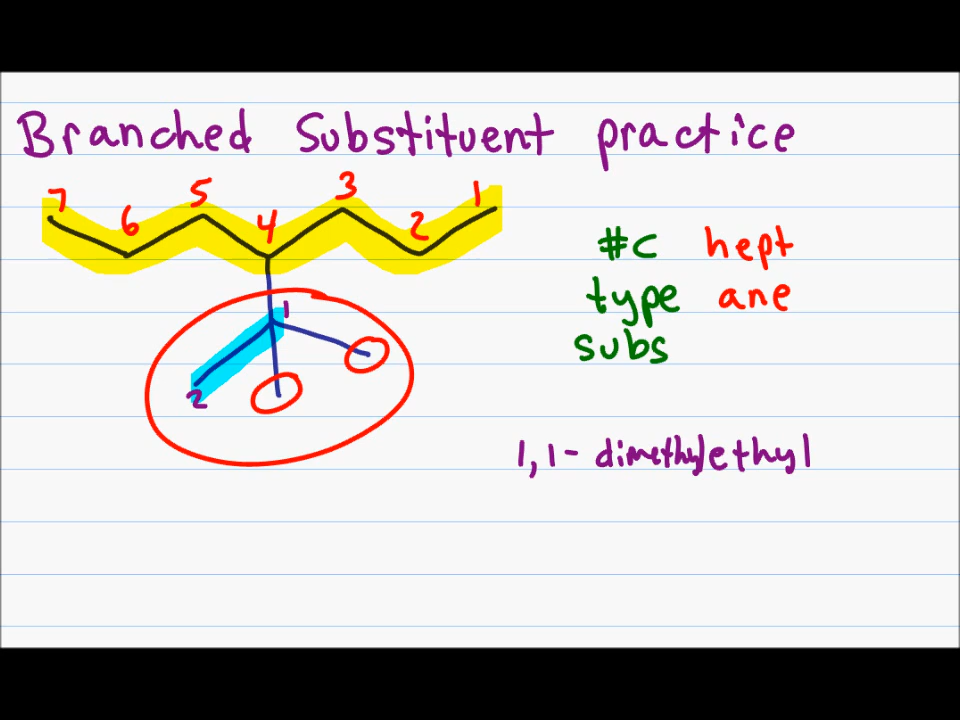 Branched Substituent practice
7 6 5 4 3 2 1
#C hept
type ane
subs
1
2
1,1-dimethylethyl